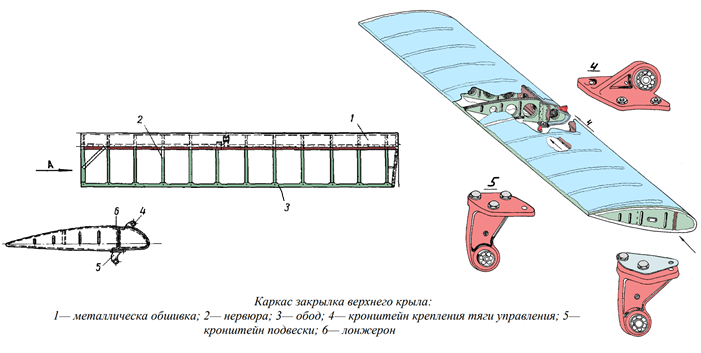 4
2
1
4
А
3
5
6
4
5
Каркас закрылка верхнего крыла:
1— металлическа обшивка; 2— нервюра; 3— обод; 4— кронштейн крепления тяги управления; 5—
кронштейн подвески; 6— лонжерон